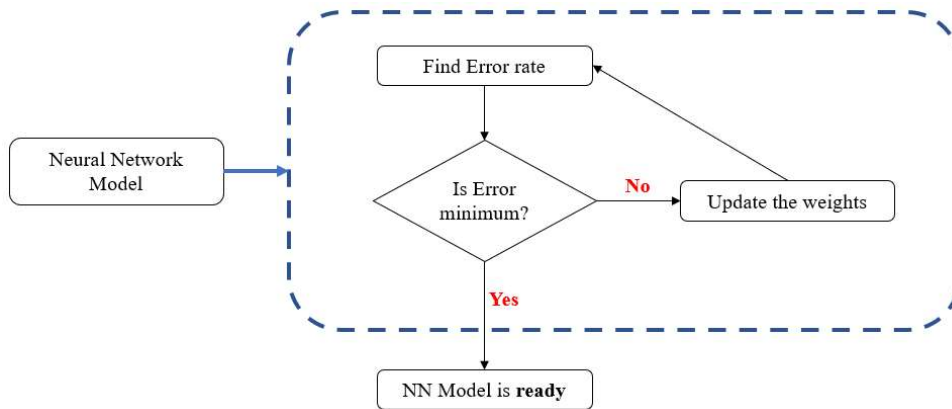 Find Error rate
Neural Network
Model
Is Error
minimum?
No
Update the weights
Yes
NN Model is ready